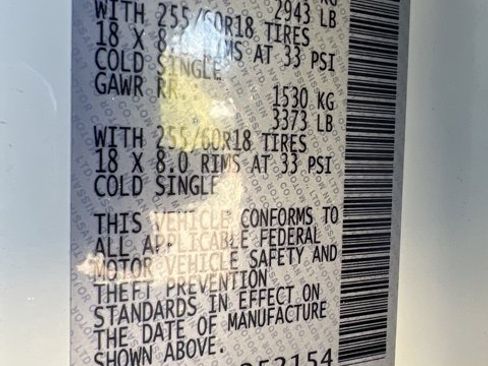 KG
2943 LB
WITH 255/60R18 TIRES
18 X 8. RIMS AT 33 PSI
COLD SINGLE
GAWR RR.:
1530 KG
3373 LB
WITH 255/60R18 TIRES
18 X 8.0 RIMS AT 33 PSI
COLD SINGLE
THIS VEHICLE CONFORMS TO
ALL APPLICABLE FEDERAL
MOTOR VEHICLE SAFETY AND
THEFT PREVENTION
STANDARDS IN EFFECT ON
THE DATE OF MANUFACTURE
SHOWN ABOVE.